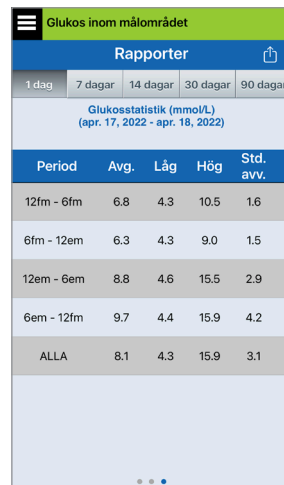 Glukos inom målområdet
Rapporter
1 dag 7 dagar 14 dagar 30 dagar 90 daga
Glukosstatistik (mmol/L)
(apr. 17, 2022 - apr. 18, 2022)
Period Avg. Låg Hög Std. avv.
12fm - 6fm 6.8 4.3 10.5 1.6
6fm - 12em 6.3 4.3 9.0 1.5
12em - 6em 8.8 4.6 15.5 2.9
6em - 12fm 9.7 4.4 15.9 4.2
ALLA 8.1 4.3 15.9 3.1